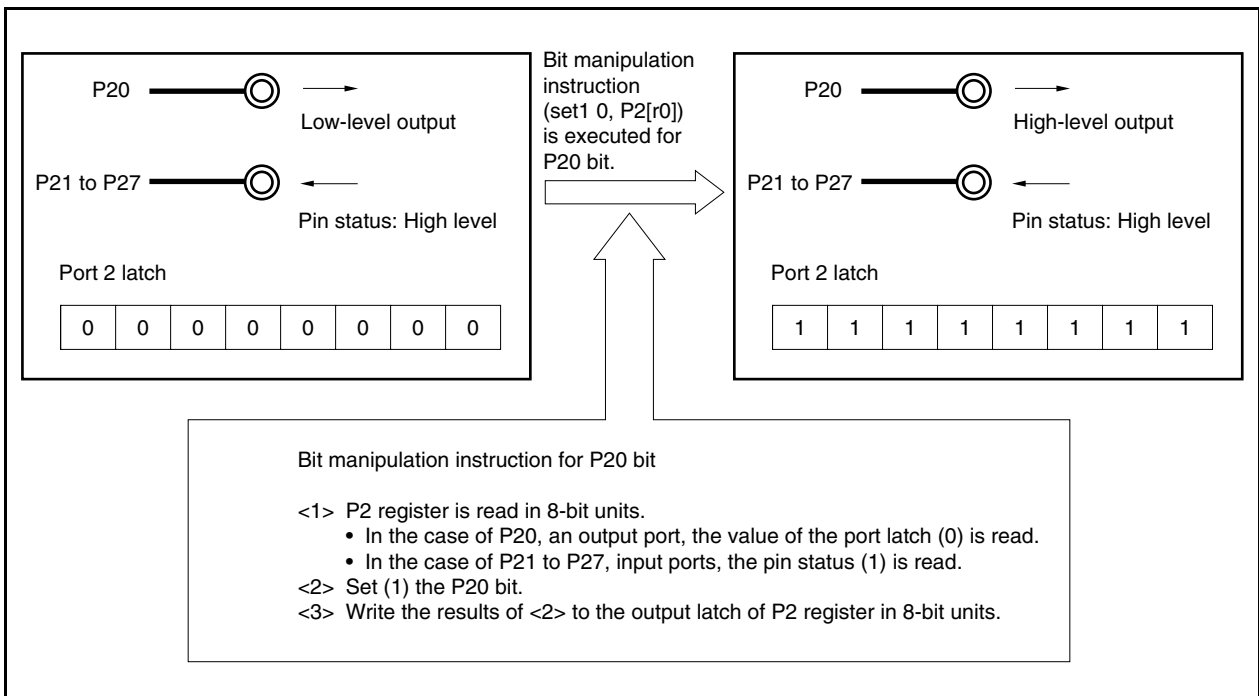 P20
Low-level output
P21 to P27
Pin status: High level
Port 2 latch
0 0 0 0 0 0 0 0
Bit manipulation
instruction
(set1 0, P2[r0])
is executed for
P20 bit.
P20
High-level output
P21 to P27
Pin status: High level
Port 2 latch
1 1 1 1 1 1 1 1
Bit manipulation instruction for P20 bit
<1> P2 register is read in 8-bit units.
• In the case of P20, an output port, the value of the port latch (0) is read.
• In the case of P21 to P27, input ports, the pin status (1) is read.
<2> Set (1) the P20 bit.
<3> Write the results of <2> to the output latch of P2 register in 8-bit units.